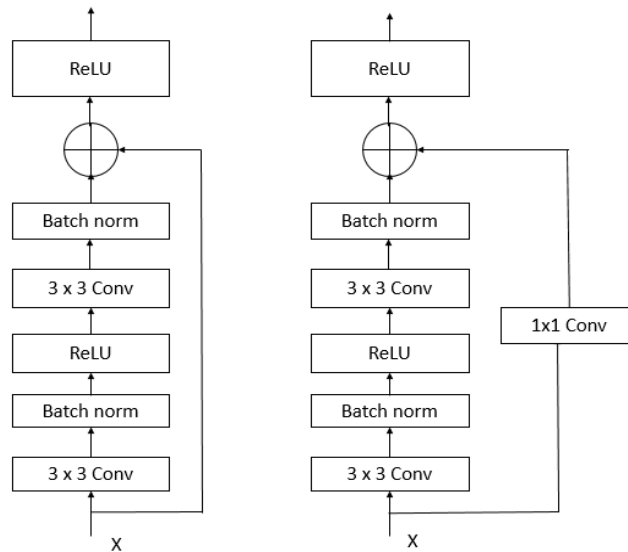 ReLU
Batch norm
3 x 3 Conv
ReLU
Batch norm
3 x 3 Conv
X
ReLU
Batch norm
3 x 3 Conv
ReLU
Batch norm
3 x 3 Conv
1x1 Conv
X